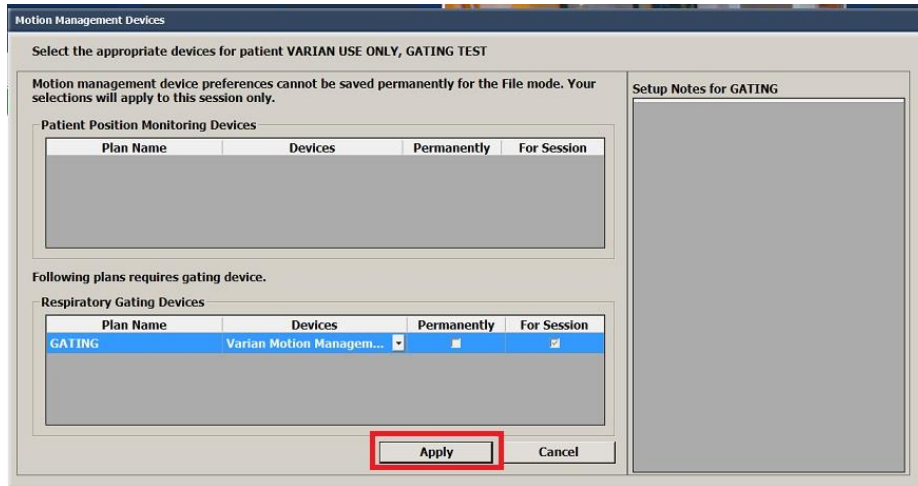 Motion Management Devices
Select the appropriate devices for patient VARIAN USE ONLY, GATING TEST
Motion management device preferences cannot be saved permanently for the File mode. Your
selections will apply to this session only.
Patient Position Monitoring Devices
Plan Name Devices Permanently For Session
Following plans requires gating device.
Respiratory Gating Devices
Plan Name Devices Permanently For Session
GATING Varian Motion Managem...
Apply Cancel
Setup Notes for GATING